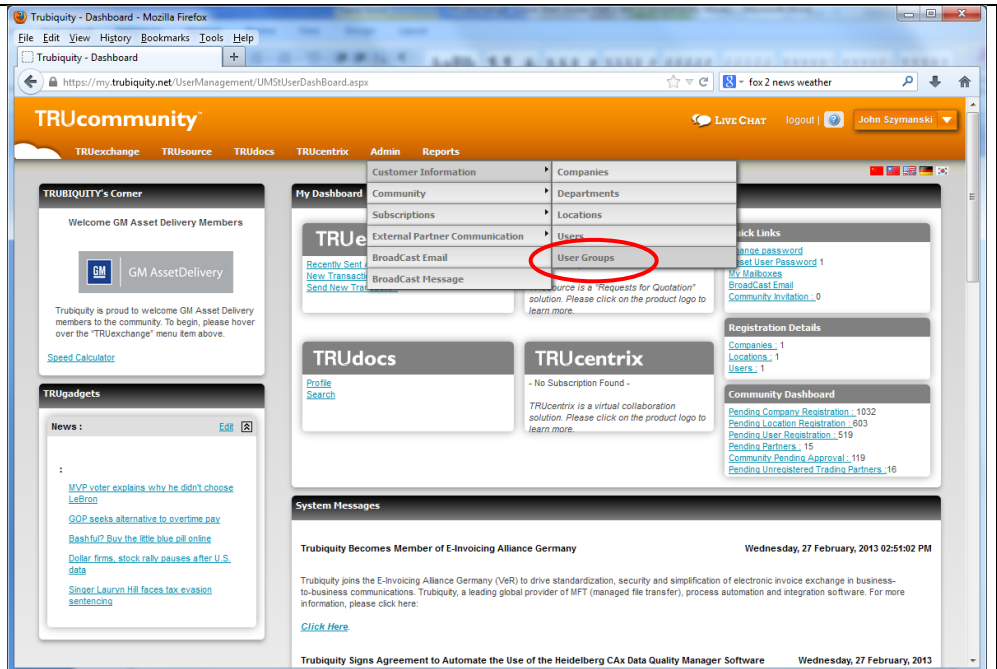 Trubiquity - Dashboard - Mozilla Firefox
File Edit View History Bookmarks Tools Help
Trubiquity - Dashboard
https://my.trubiquity.net/UserManagement/UMStUserDashBoard.aspx
fox 2 news weather
TRUcommunity
LIVE CHAT logout | John Szymanski
TRUexchange TRUsource TRUdocs TRUcentrix Admin Reports
Customer Information
Community
Subscriptions
External Partner Communication
BroadCast Email
BroadCast Message
Companies
Departments
Locations
Users
User Groups
TRUBIQUITY's Corner
Welcome GM Asset Delivery Members
GM GM AssetDelivery
Trubiquity is proud to welcome GM Asset Delivery
members to the community. To begin, please hover
over the "TRUexchange" menu item above.
Speed Calculator
TRUgadgets
News : Edit
:
MVP voter explains why he didn't choose
LeBron
GOP seeks alternative to overtime pay
Bashful? Buy the little blue pill online
Dollar firms, stock rally pauses after U.S.
data
Singer Lauryn Hill faces tax evasion
sentencing
My Dashboard
TRUe
Recently Sent
New Transacti
Send New Tra
is a "Requests for Quotation"
solution. Please click on the product logo to
learn more.
TRUdocs
Profile
Search
TRUcentrix
- No Subscription Found -
TRUcentrix is a virtual collaboration
solution. Please click on the product logo to
learn more.
ick Links
ange password
set User Password 1
My Mailboxes
BroadCast Email
Community Invitation : 0
Registration Details
Companies : 1
Locations : 1
Users : 1
Community Dashboard
Pending Company Registration : 1032
Pending Location Registration : 603
Pending User Registration : 519
Pending Partners : 15
Community Pending Approval : 119
Pending Unregistered Trading Partners :16
System Messages
Trubiquity Becomes Member of E-Invoicing Alliance Germany Wednesday, 27 February, 2013 02:51:02 PM
Trubiquity joins the E-Invoicing Alliance Germany (VeR) to drive standardization, security and simplification of electronic invoice exchange in business-
to-business communications. Trubiquity, a leading global provider of MFT (managed file transfer), process automation and integration software. For more
information, please click here:
Click Here.
Trubiquity Signs Agreement to Automate the Use of the Heidelberg CAx Data Quality Manager Software Wednesday, 27 February, 2013